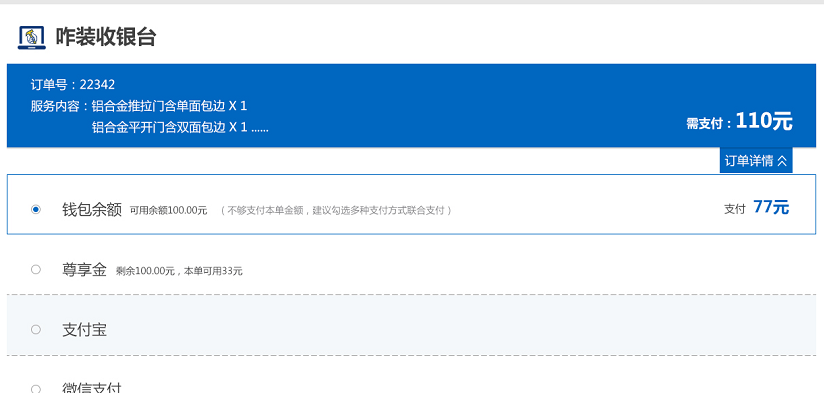 咋装收银台
订单号：22342
服务内容：铝合金推拉门含单面包边 X 1
铝合金平开门含双面包边 X 1 ......
需支付：110元
订单详情
钱包余额 可用余额100.00元 （不够支付本单金额，建议勾选多种支付方式联合支付） 支付 77元
尊享金 剩余100.00元，本单可用33元
支付宝
微信支付